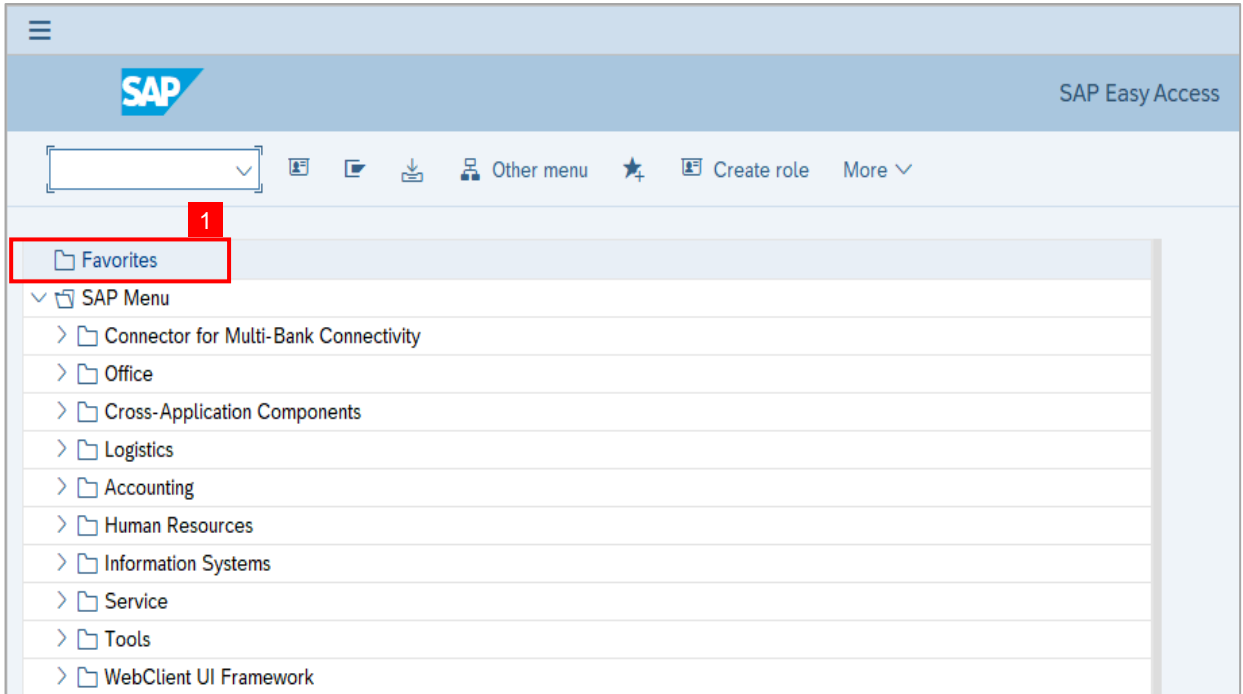 SAP
SAP Easy Access
Other menu Create role More
1
Favorites
SAP Menu
Connector for Multi-Bank Connectivity
Office
Cross-Application Components
Logistics
Accounting
Human Resources
Information Systems
Service
Tools
WebClient UI Framework